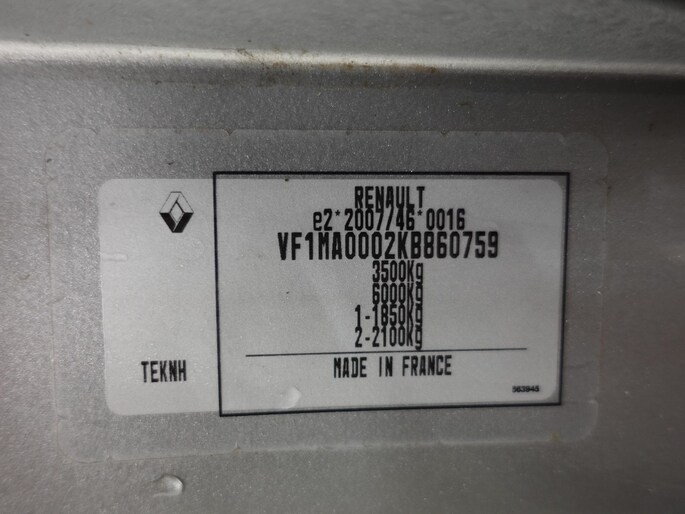 RENAULT
e2*2007/46*0016
VF1MA0002KB860759
3500Kg
6000Kg
1-1850Kg
2-2100Kg
TEKNH
MADE IN FRANCE
563945